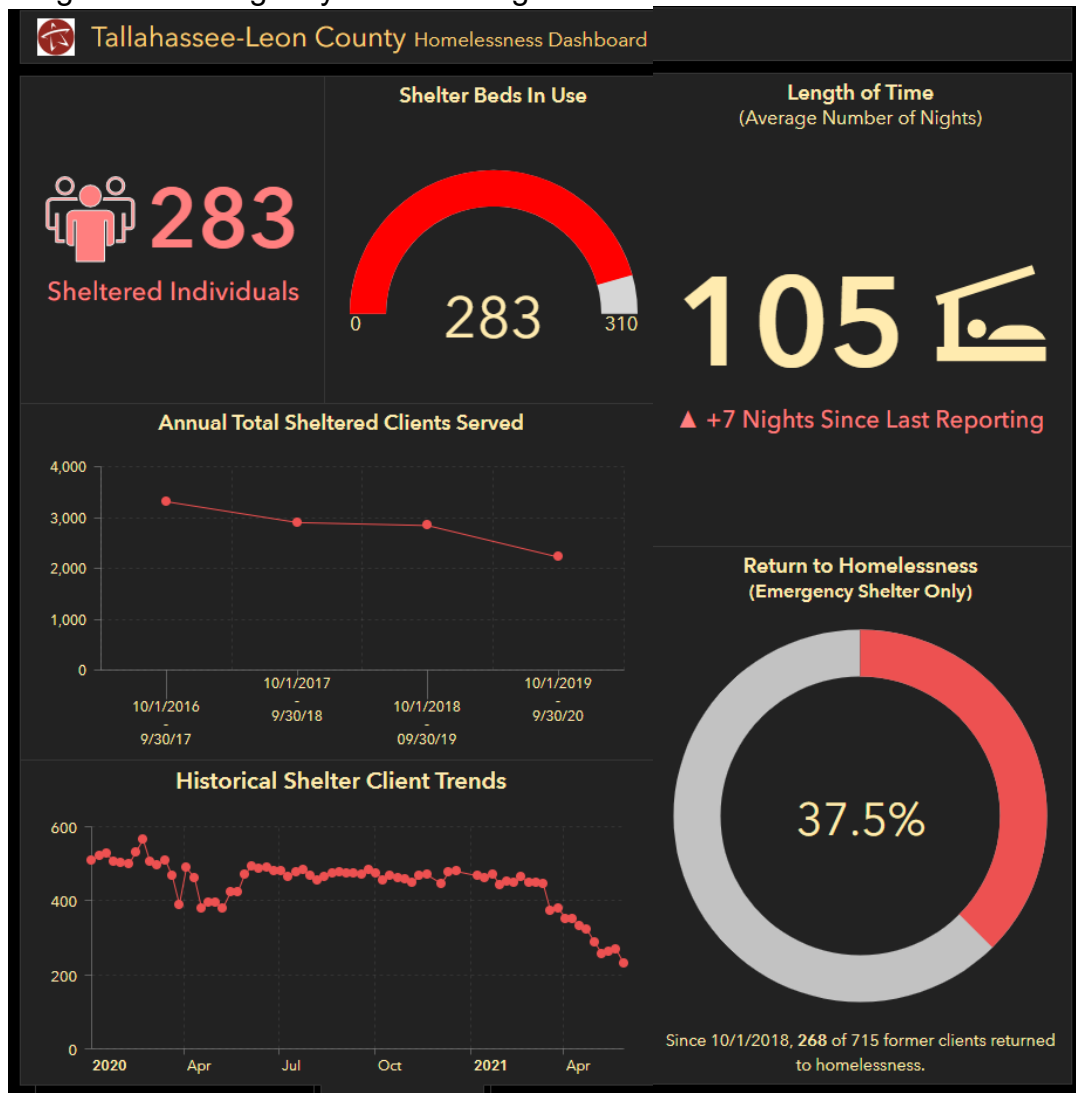 Tallahassee-Leon County Homelessness Dashboard
283
Sheltered Individuals
Shelter Beds In Use
283
0
310
Length of Time
(Average Number of Nights)
105
▲ +7 Nights Since Last Reporting
Annual Total Sheltered Clients Served
4,000
3,000
2,000
1,000
0
10/1/2016
-
9/30/17
10/1/2017
-
9/30/18
10/1/2018
-
09/30/19
10/1/2019
-
9/30/20
Historical Shelter Client Trends
600
400
200
0
2020
Apr
Jul
Oct
2021
Apr
Return to Homelessness
(Emergency Shelter Only)
37.5%
Since 10/1/2018, 268 of 715 former clients returned
to homelessness.